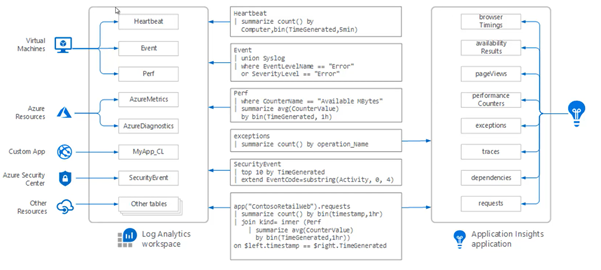 Virtual
Machines
Azure
Resources
Custom App
Azure Security
Center
Other
Resources
Heartbeat
Event
Perf
AzureMetrics
AzureDiagnostics
MyApp_CL
SecurityEvent
Other tables
Log Analytics
workspace
Heartbeat
| summarize count() by
Computer,bin(TimeGenerated,5min)
Event
| union Syslog
| where EventLevelName == "Error"
or SeverityLevel == "Error"
Perf
| where CounterName == "Available MBytes"
| summarize avg(CounterValue)
by bin(TimeGenerated, 1h)
exceptions
| summarize count() by operation_Name
SecurityEvent
| top 10 by TimeGenerated
| extend EventCode=substring(Activity, 0, 4)
app("ContosoRetailWeb").requests
| summarize count() by bin(timestamp,1hr)
| join kind= inner (Perf
| summarize avg(CounterValue)
by bin(TimeGenerated,1hr))
on $left.timestamp == $right.TimeGenerated
browser
Timings
availability
Results
pageViews
performance
Counters
exceptions
traces
dependencies
requests
Application Insights
application